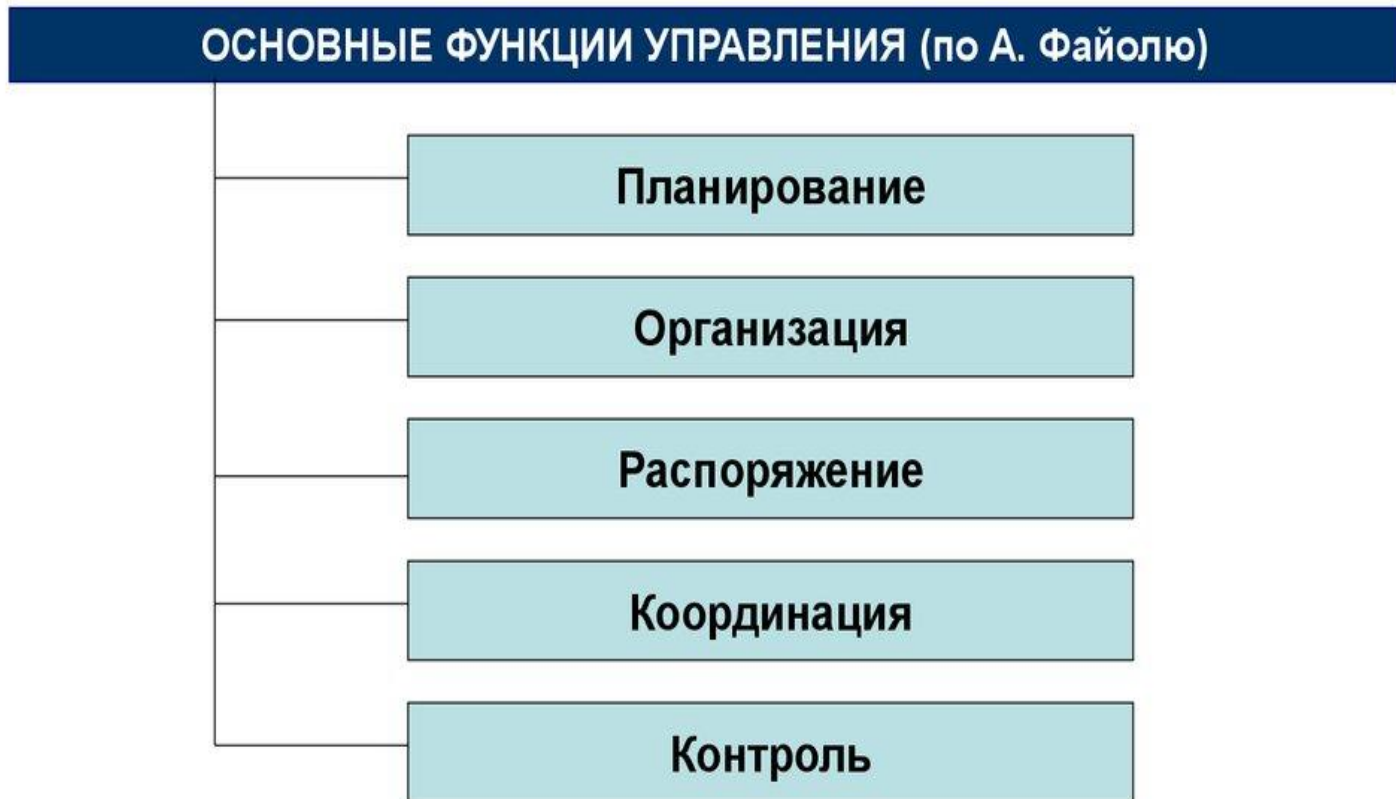 ОСНОВНЫЕ ФУНКЦИИ УПРАВЛЕНИЯ (по А. Файолю)
Планирование
Организация
Распоряжение
Координация
Контроль